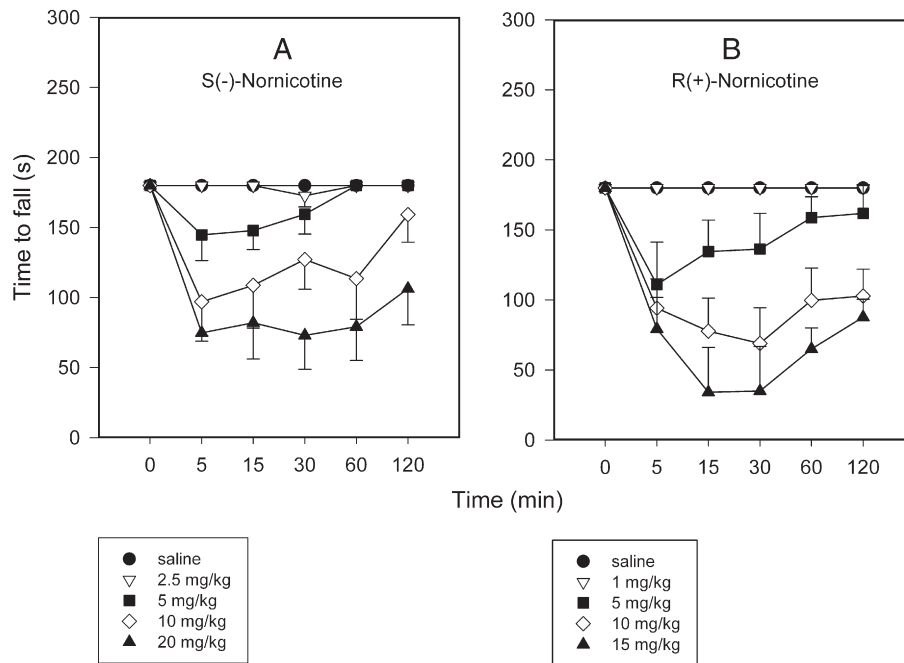 A
S(-)-Nornicotine
300
250
200
150
100
50
0
Time to fall (s)
0 5 15 30 60 120
B
R(+)-Nornicotine
300
250
200
150
100
50
0
0 5 15 30 60 120
Time (min)
saline
2.5 mg/kg
5 mg/kg
10 mg/kg
20 mg/kg
saline
1 mg/kg
5 mg/kg
10 mg/kg
15 mg/kg